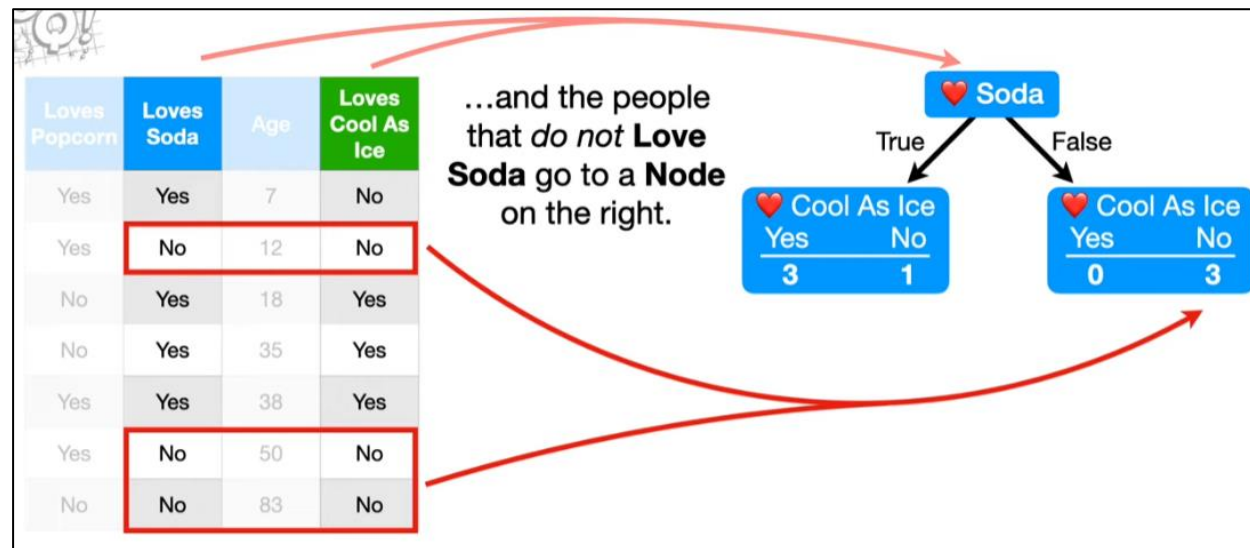 Loves Popcorn Loves Soda Age Loves Cool As Ice
Yes Yes 7 No
Yes No 12 No
No Yes 18 Yes
No Yes 35 Yes
Yes Yes 38 Yes
Yes No 50 No
No No 83 No
...and the people
that do not Love
Soda go to a Node
on the right.
❤️ Soda
True False
❤️ Cool As Ice
Yes No
3 1
❤️ Cool As Ice
Yes No
0 3